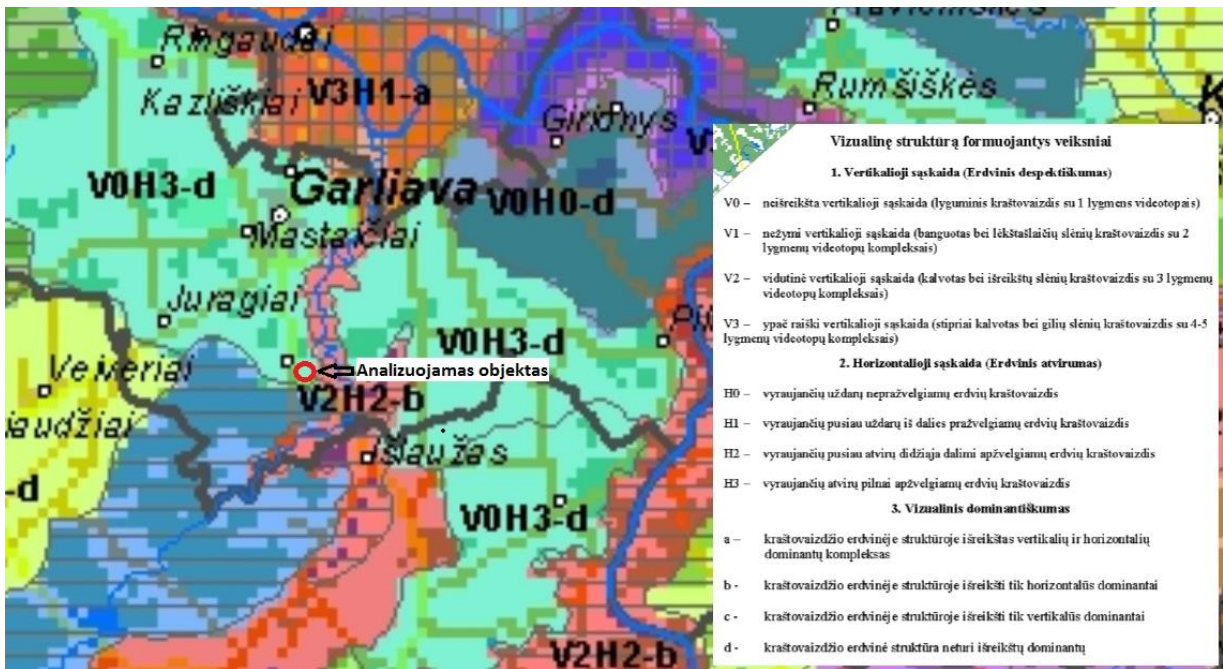 Ringaudai
Kazliškiai
V3H1-a
Girionys
Rumšiškės
V0H3-d
Garliava
V0H0-d
Mastaičiai
Juragiai
V0H3-d
Veiveriai
Analizuojamas objektas
V2H2-b
Išlaužas
-d
V0H3-d
V2H2-b
Vizualinę struktūrą formuojantys veiksniai
1. Vertikalioji sąskaida (Erdvinis despektiškumas)
V0 – neišreikšta vertikalioji sąskaida (lyguminis kraštovaizdis su 1 lygmens videotopais)
V1 – nežymi vertikalioji sąskaida (banguotas bei lėkštašlaičių slėnių kraštovaizdis su 2
lygmenų videotopų kompleksais)
V2 – vidutinė vertikalioji sąskaida (kalvotas bei išreikštų slėnių kraštovaizdis su 3 lygmenų
videotopų kompleksais)
V3 – ypač raiški vertikalioji sąskaida (stipriai kalvotas bei gilių slėnių kraštovaizdis su 4-5
lygmenų videotopų kompleksais)
2. Horizontalioji sąskaida (Erdvinis atvirumas)
H0 – vyraujančių uždarų nepražvelgiamų erdvių kraštovaizdis
H1 – vyraujančių pusiau uždarų iš dalies pražvelgiamų erdvių kraštovaizdis
H2 – vyraujančių pusiau atvirų didžiaja dalimi apžvelgiamų erdvių kraštovaizdis
H3 – vyraujančių atvirų pilnai apžvelgiamų erdvių kraštovaizdis
3. Vizualinis dominantiškumas
a – kraštovaizdžio erdvinėje struktūroje išreikštas vertikalių ir horizontalių
dominantų kompleksas
b - kraštovaizdžio erdvinėje struktūroje išreikšti tik horizontalūs dominantai
c - kraštovaizdžio erdvinėje struktūroje išreikšti tik vertikalūs dominantai
d - kraštovaizdžio erdvinė struktūra neturi išreikštų dominantų